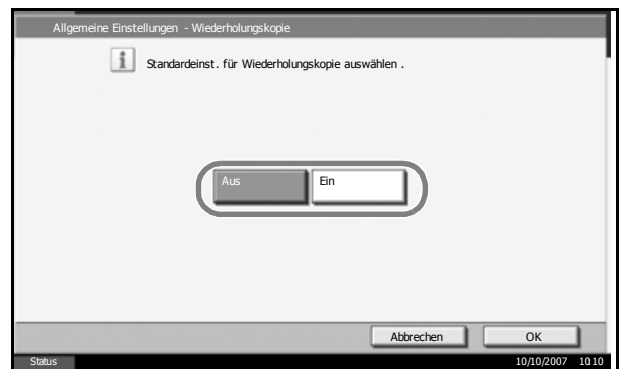 Allgemeine Einstellungen - Wiederholungskopie
Standardeinst. für Wiederholungskopie auswählen .
Aus Ein
Abbrechen OK
Status 10/10/2007 10:10